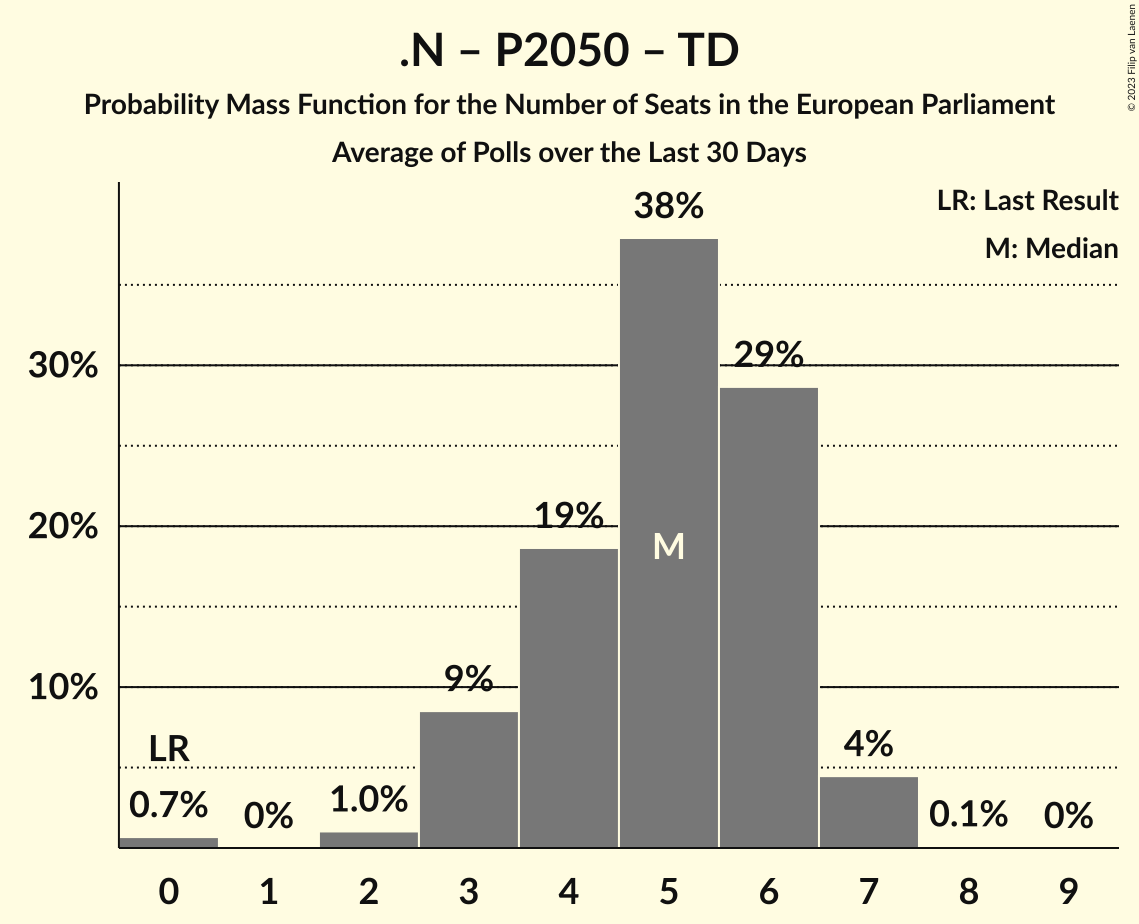 .N – P2050 – TD
Probability Mass Function for the Number of Seats in the European Parliament
Average of Polls over the Last 30 Days
© 2023 Filip van Laenen
LR: Last Result
M: Median
38%
30%
29%
20%
19%
M
10%
9%
LR
4%
0.7%
0%
1.0%
0.1%
0%
0 1 2 3 4 5 6 7 8 9